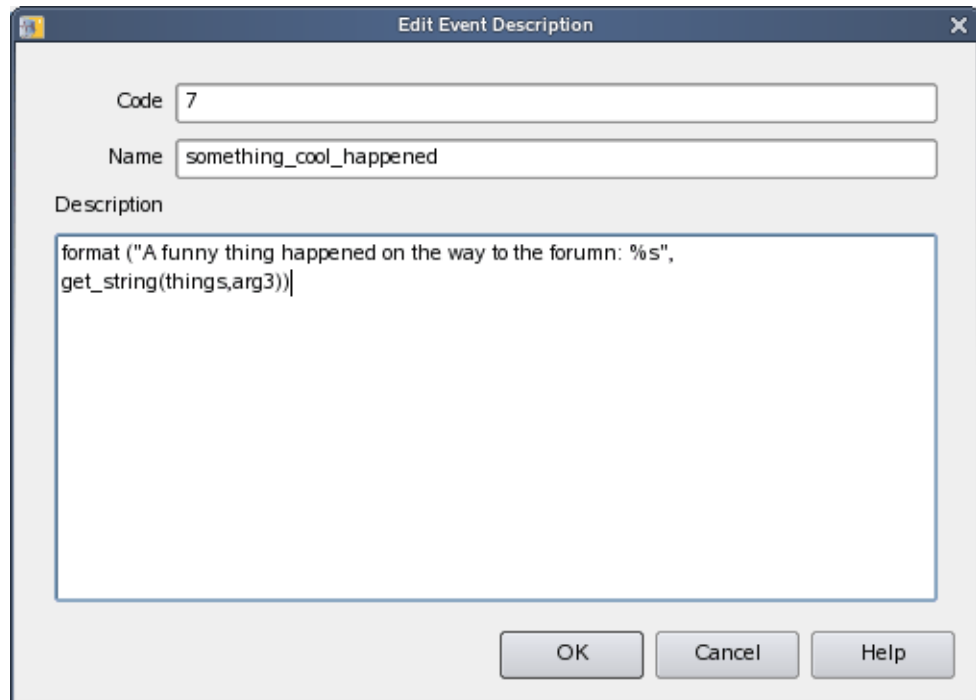 Edit Event Description
Code 7
Name something_cool_happened
Description
format ("A funny thing happened on the way to the forumn: %s",
get_string(things,arg3))
OK Cancel Help